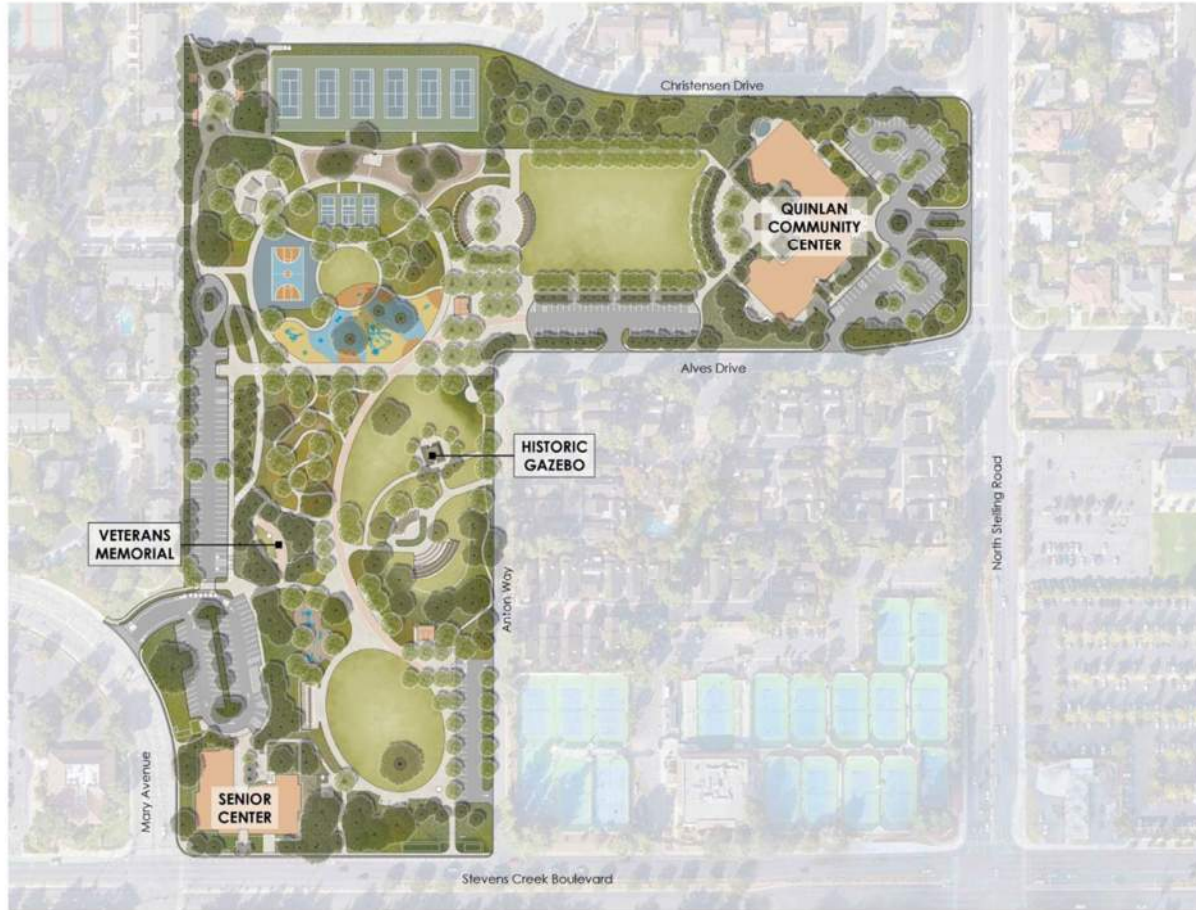 Christensen Drive
QUINLAN
COMMUNITY
CENTER
Alves Drive
HISTORIC
GAZEBO
North Stelling Road
VETERANS
MEMORIAL
Anton Way
Mary Avenue
SENIOR
CENTER
Stevens Creek Boulevard